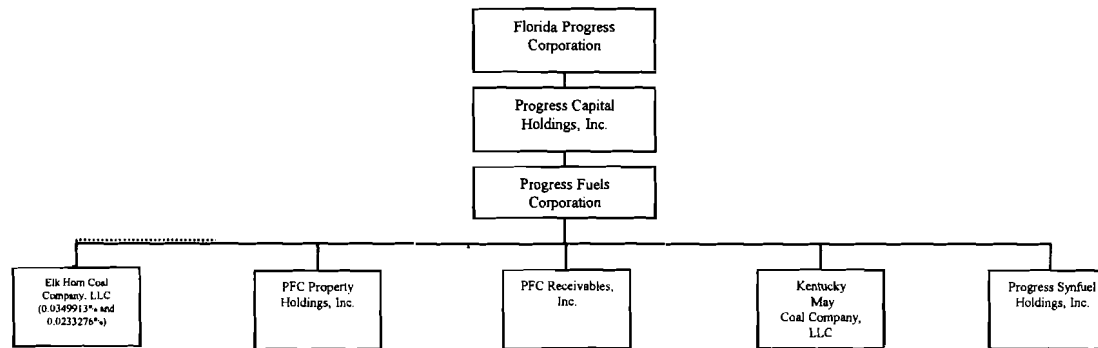 Florida Progress
Corporation
Progress Capital
Holdings, Inc.
Progress Fuels
Corporation
Elk Horn Coal
Company, LLC
(0.0349913% and
0.0233276%)
PFC Property
Holdings, Inc.
PFC Receivables,
Inc.
Kentucky
May
Coal Company,
LLC
Progress Synfuel
Holdings, Inc.